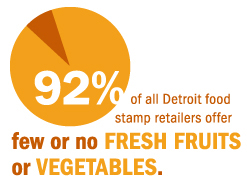 92% of all Detroit food
stamp retailers offer
few or no FRESH FRUITS
or VEGETABLES.